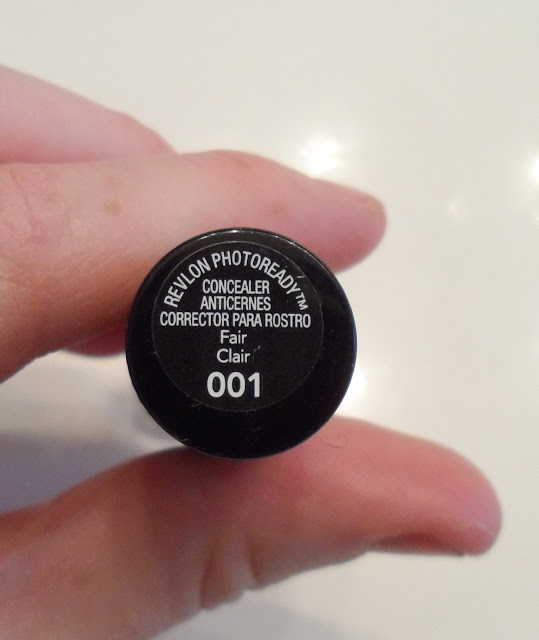 REVLON PHOTOREADY™
CONCEALER
ANTICERNES
CORRECTOR PARA ROSTRO
Fair
Clair
001